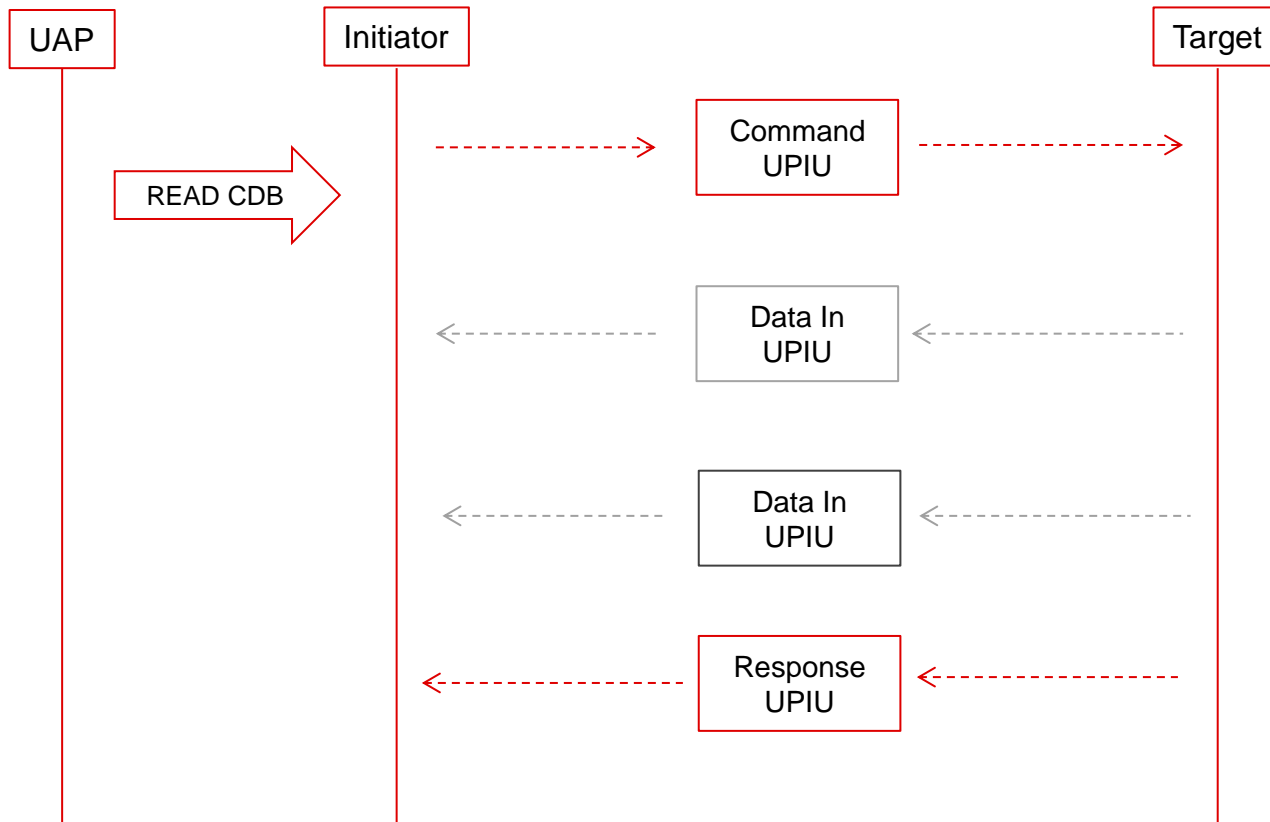 UAP
Initiator
Target
Command
UPIU
READ CDB
Data In
UPIU
Data In
UPIU
Response
UPIU